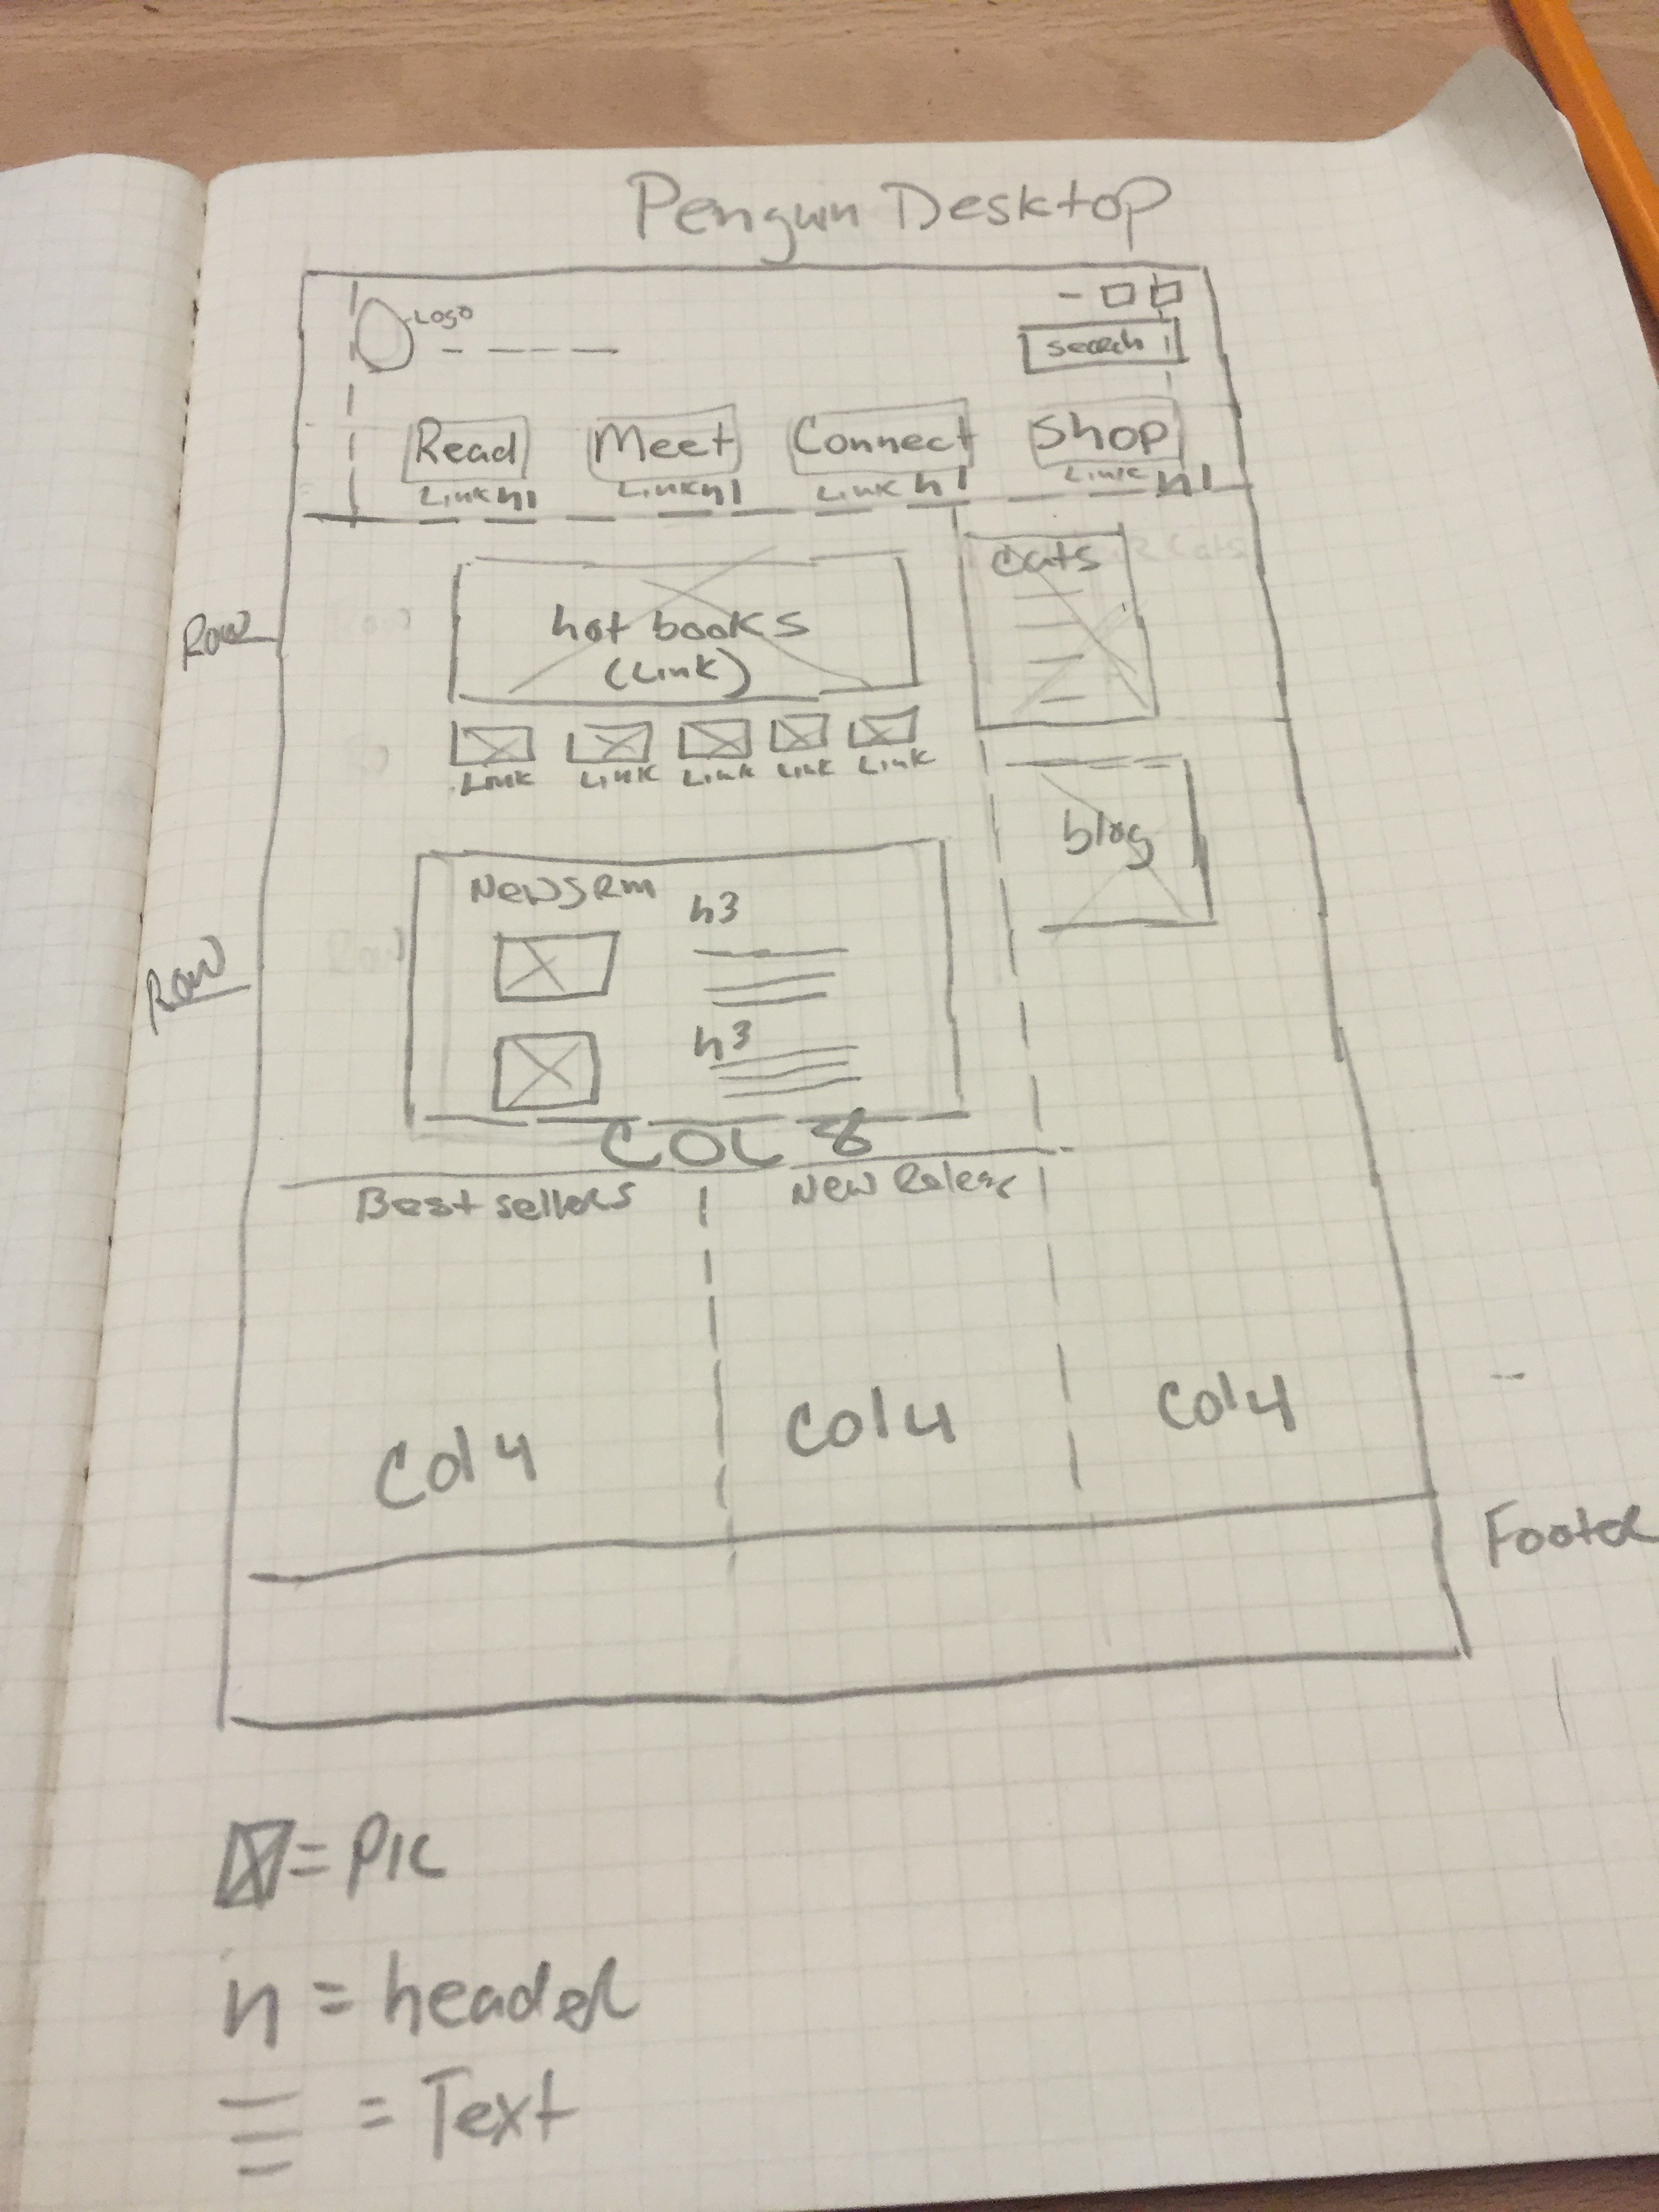 Penguin Desktop
Logo
search
Read Meet Connect Shop
Link h1 Link h1 Link h1 Link h1
Cats
Row
hot books
(Link)
Link Link Link Link Link
blog
NewsRm
h3
Row
h3
COL 8
Best sellers New Release
Col 4 Col 4 Col 4
Footer
= Pic
h = header
= Text